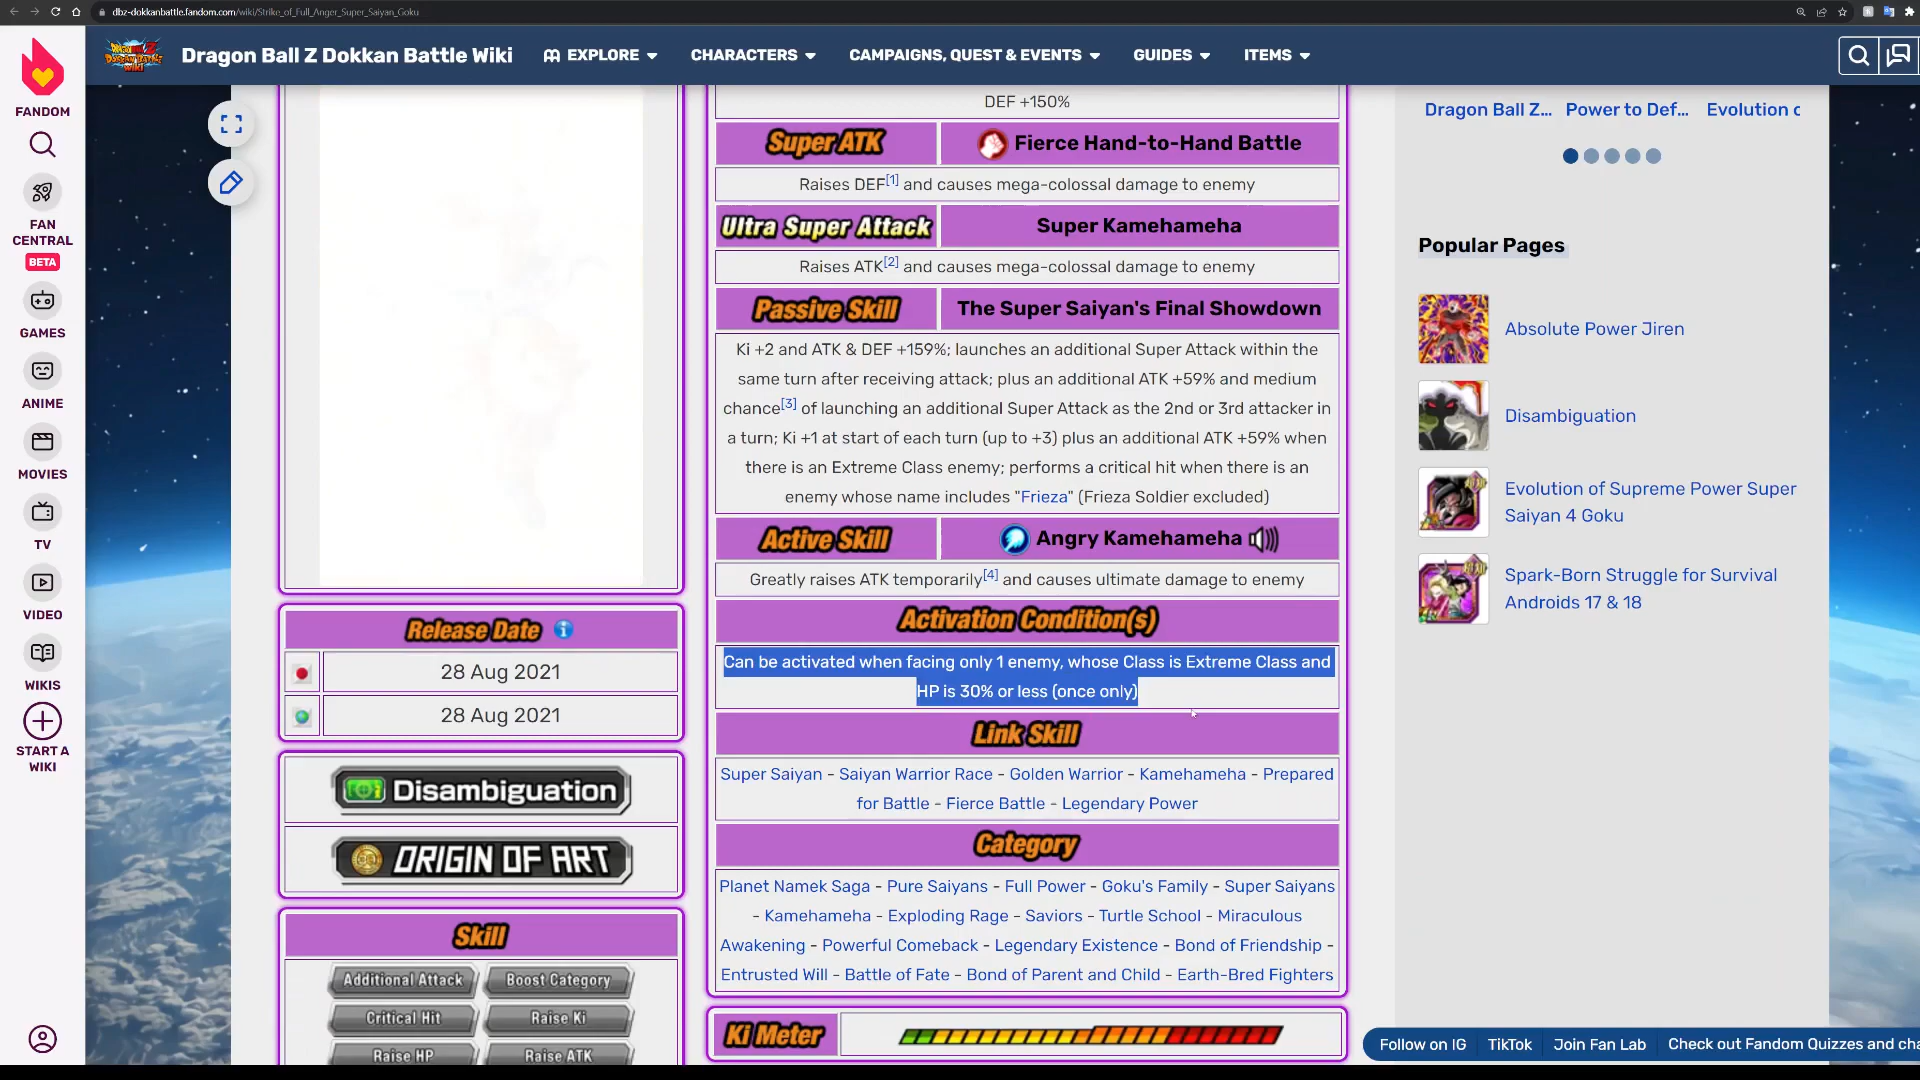 dbz-dokkanbattle.fandom.com/wiki/Strike_of_Full_Anger_Super_Saiyan_Goku
Dragon Ball Z Dokkan Battle Wiki
EXPLORE
CHARACTERS
CAMPAIGNS, QUEST & EVENTS
GUIDES
ITEMS
FANDOM
FAN CENTRAL
BETA
GAMES
ANIME
MOVIES
TV
VIDEO
WIKIS
START A WIKI
Release Date
28 Aug 2021
28 Aug 2021
Disambiguation
ORIGIN OF ART
Skill
Additional Attack
Boost Category
Critical Hit
Raise Ki
Raise HP
Raise ATK
DEF +150%
Super ATK
Fierce Hand-to-Hand Battle
Raises DEF[1] and causes mega-colossal damage to enemy
Ultra Super Attack
Super Kamehameha
Raises ATK[2] and causes mega-colossal damage to enemy
Passive Skill
The Super Saiyan's Final Showdown
Ki +2 and ATK & DEF +159%; launches an additional Super Attack within the
same turn after receiving attack; plus an additional ATK +59% and medium
chance[3] of launching an additional Super Attack as the 2nd or 3rd attacker in
a turn; Ki +1 at start of each turn (up to +3) plus an additional ATK +59% when
there is an Extreme Class enemy; performs a critical hit when there is an
enemy whose name includes "Frieza" (Frieza Soldier excluded)
Active Skill
Angry Kamehameha
Greatly raises ATK temporarily[4] and causes ultimate damage to enemy
Activation Condition(s)
Can be activated when facing only 1 enemy, whose Class is Extreme Class and
HP is 30% or less (once only)
Link Skill
Super Saiyan - Saiyan Warrior Race - Golden Warrior - Kamehameha - Prepared
for Battle - Fierce Battle - Legendary Power
Category
Planet Namek Saga - Pure Saiyans - Full Power - Goku's Family - Super Saiyans
- Kamehameha - Exploding Rage - Saviors - Turtle School - Miraculous
Awakening - Powerful Comeback - Legendary Existence - Bond of Friendship -
Entrusted Will - Battle of Fate - Bond of Parent and Child - Earth-Bred Fighters
Ki Meter
Dragon Ball Z...
Power to Def...
Evolution c
Popular Pages
Absolute Power Jiren
Disambiguation
Evolution of Supreme Power Super
Saiyan 4 Goku
Spark-Born Struggle for Survival
Androids 17 & 18
Follow on IG
TikTok
Join Fan Lab
Check out Fandom Quizzes and cha